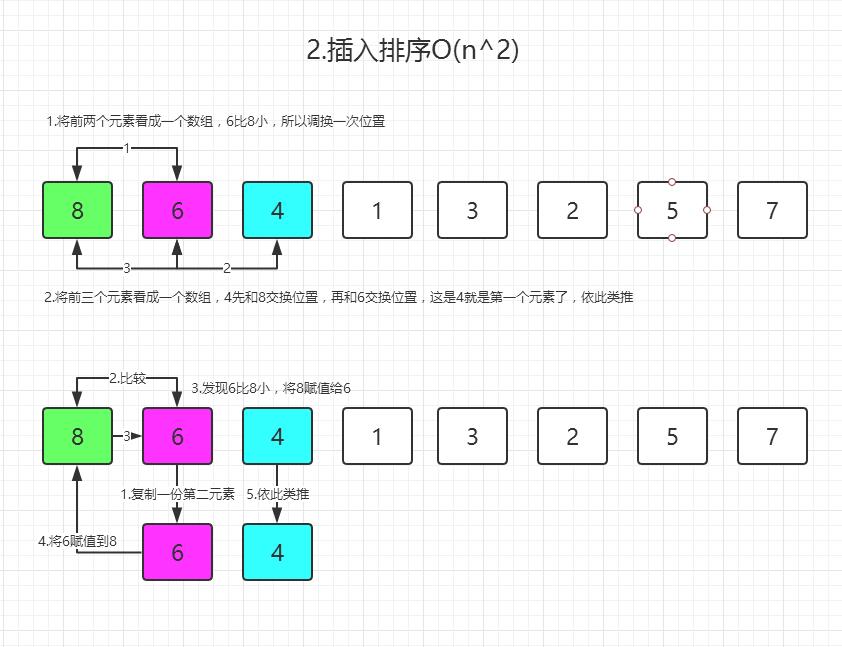 2.插入排序O(n^2)
1.将前两个元素看成一个数组，6比8小，所以调换一次位置
1
8 6 4 1 3 2 5 7
3 2
2.将前三个元素看成一个数组，4先和8交换位置，再和6交换位置，这是4就是第一个元素了，依此类推
2.比较
3.发现6比8小，将8赋值给6
8 3 6 4 1 3 2 5 7
1.复制一份第二元素 5.依此类推
4.将6赋值到8
6 4